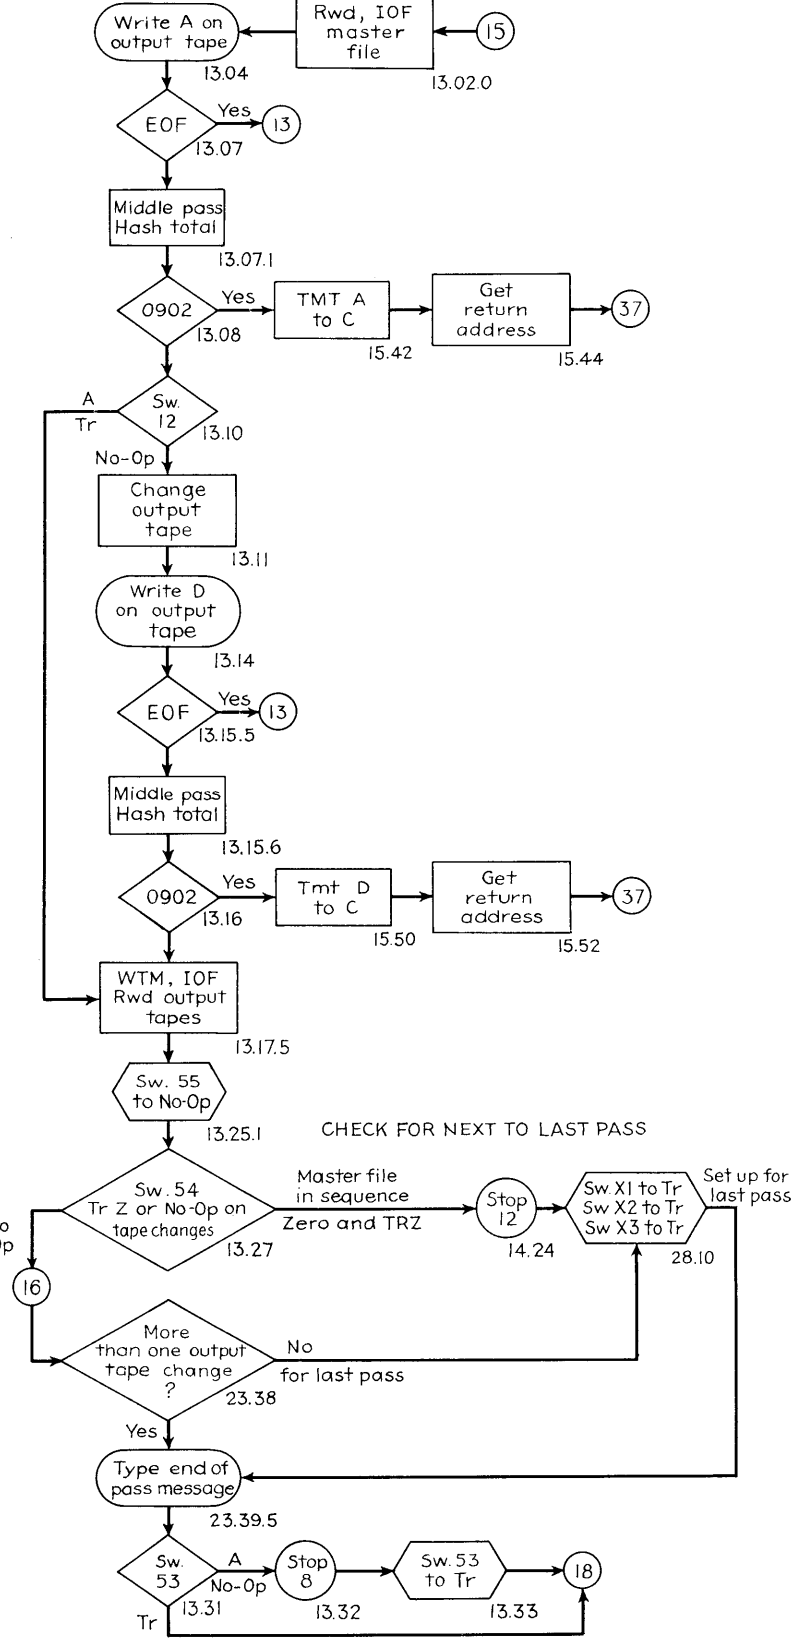 Write A on
output tape
13.04
Rwd, IOF
master
file
13.02.0
15
EOF
Yes
13
13.07
Middle pass
Hash total
13.07.1
0902
Yes
13.08
TMT A
to C
15.42
Get
return
address
15.44
37
A
Tr
Sw.
12
13.10
No-Op
Change
output
tape
13.11
Write D
on output
tape
13.14
EOF
Yes
13
13.15.5
Middle pass
Hash total
13.15.6
0902
Yes
13.16
Tmt D
to C
15.50
Get
return
address
15.52
37
WTM, IOF
Rwd output
tapes
13.17.5
Sw. 55
to No-Op
13.25.1
CHECK FOR NEXT TO LAST PASS
Sw. 54
Tr Z or No-Op on
tape changes
13.27
Master file
in sequence
Zero and TRZ
Stop
12
14.24
Sw. X1 to Tr
Sw X2 to Tr
Sw X3 to Tr
28.10
Set up for
last pass
o
p
16
More
than one output
tape change
?
23.38
No
for last pass
Yes
Type end of
pass message
23.39.5
Sw.
53
13.31
A
No-Op
Stop
8
13.32
Sw. 53
to Tr
13.33
18
Tr